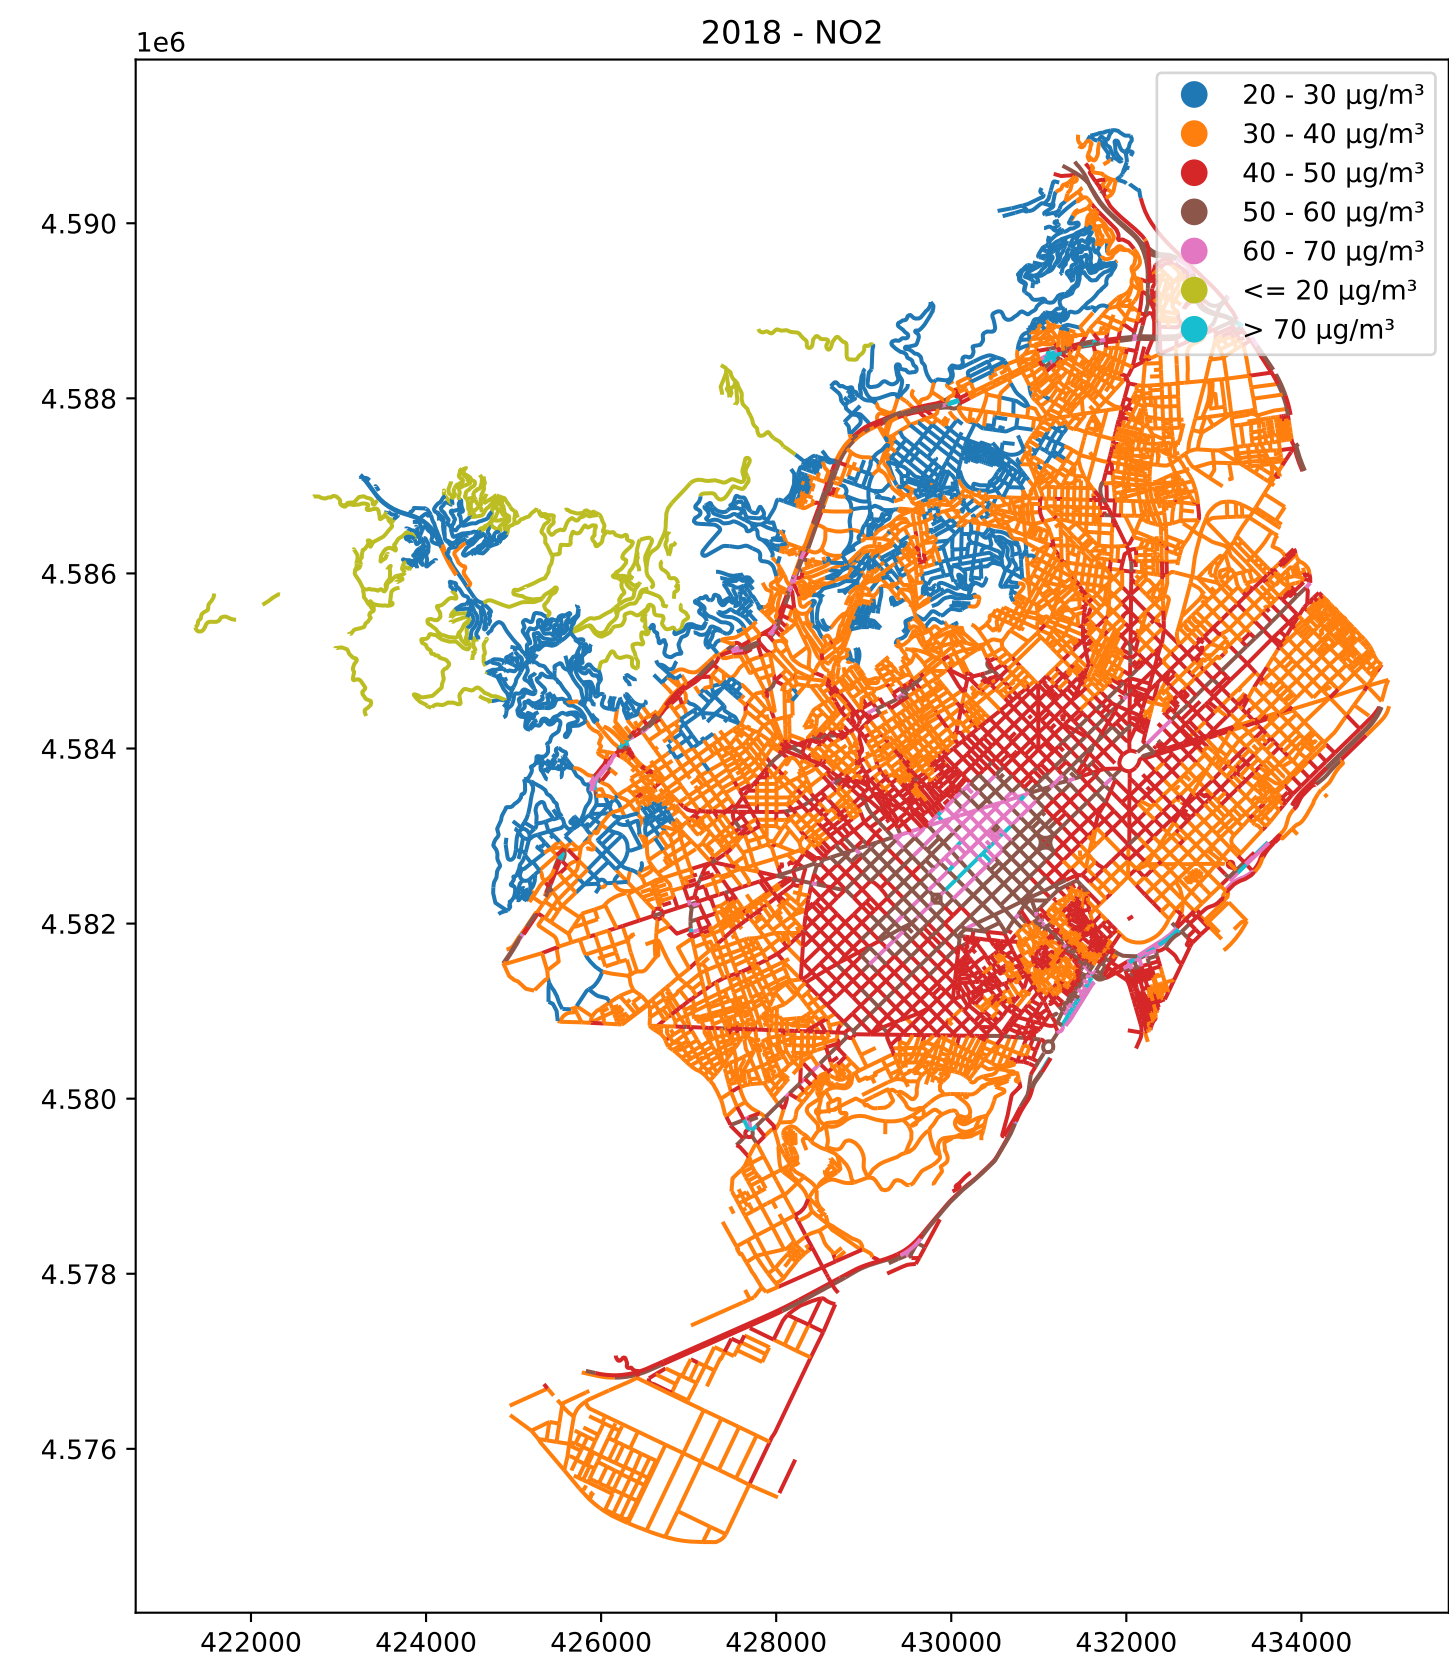 2018 - NO2
1e6
20 - 30 µg/m³
30 - 40 µg/m³
40 - 50 µg/m³
50 - 60 µg/m³
60 - 70 µg/m³
<= 20 µg/m³
> 70 µg/m³
4.590
4.588
4.586
4.584
4.582
4.580
4.578
4.576
422000 424000 426000 428000 430000 432000 434000